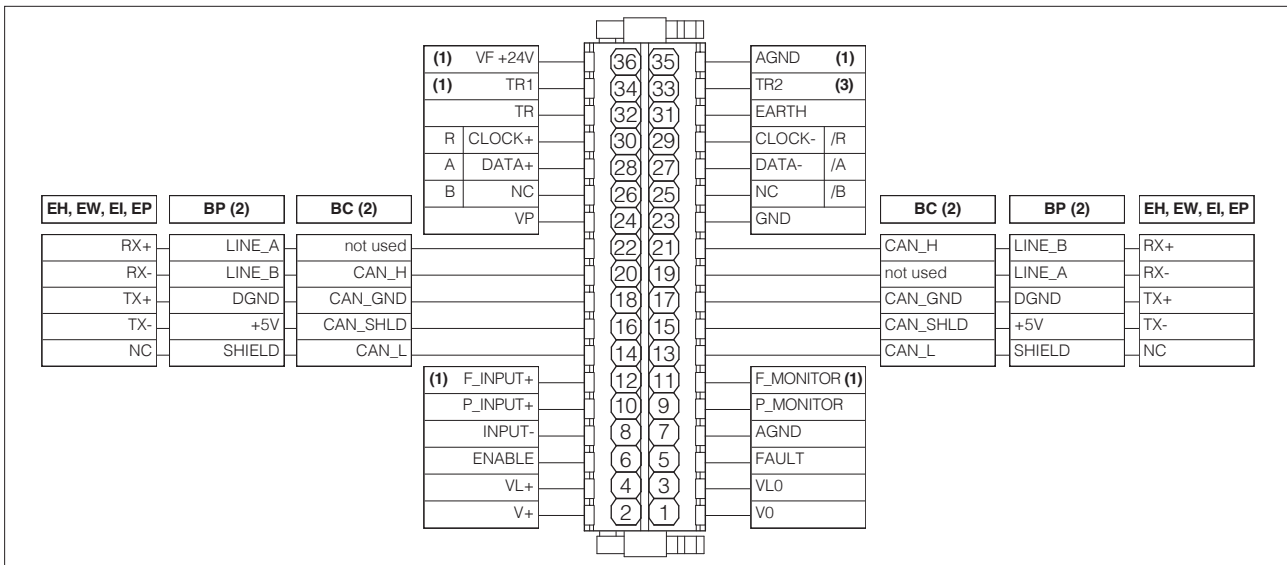 (1) VF +24V 36 35 AGND (1)
(1) TR1 34 33 TR2 (3)
TR 32 31 EARTH
R CLOCK+ 30 29 CLOCK- /R
A DATA+ 28 27 DATA- /A
B NC 26 25 NC /B
EH, EW, EI, EP BP (2) BC (2) VP 24 23 GND BC (2) BP (2) EH, EW, EI, EP
RX+ LINE_A not used 22 21 CAN_H LINE_B RX+
RX- LINE_B CAN_H 20 19 not used LINE_A RX-
TX+ DGND CAN_GND 18 17 CAN_GND DGND TX+
TX- +5V CAN_SHLD 16 15 CAN_SHLD +5V TX-
NC SHIELD CAN_L 14 13 CAN_L SHIELD NC
(1) F_INPUT+ 12 11 F_MONITOR (1)
P_INPUT+ 10 9 P_MONITOR
INPUT- 8 7 AGND
ENABLE 6 5 FAULT
VL+ 4 3 VL0
V+ 2 1 V0